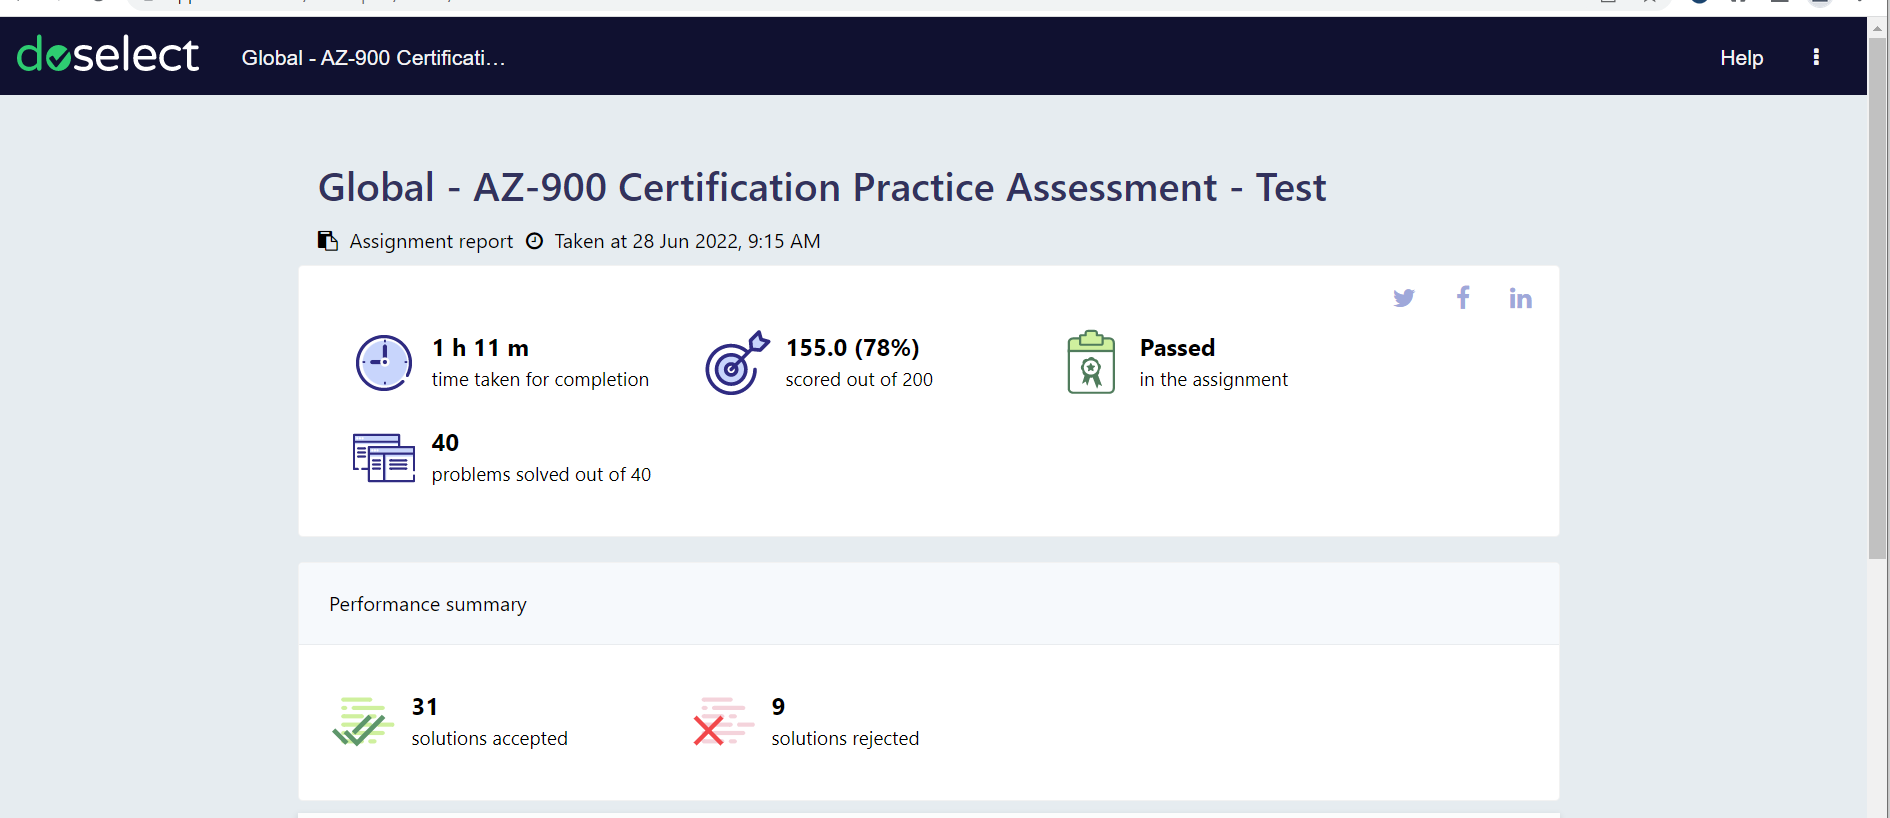 doselect
Global - AZ-900 Certificati...
Help
Global - AZ-900 Certification Practice Assessment - Test
Assignment report Taken at 28 Jun 2022, 9:15 AM
1 h 11 m
time taken for completion
155.0 (78%)
scored out of 200
Passed
in the assignment
40
problems solved out of 40
Performance summary
31
solutions accepted
9
solutions rejected